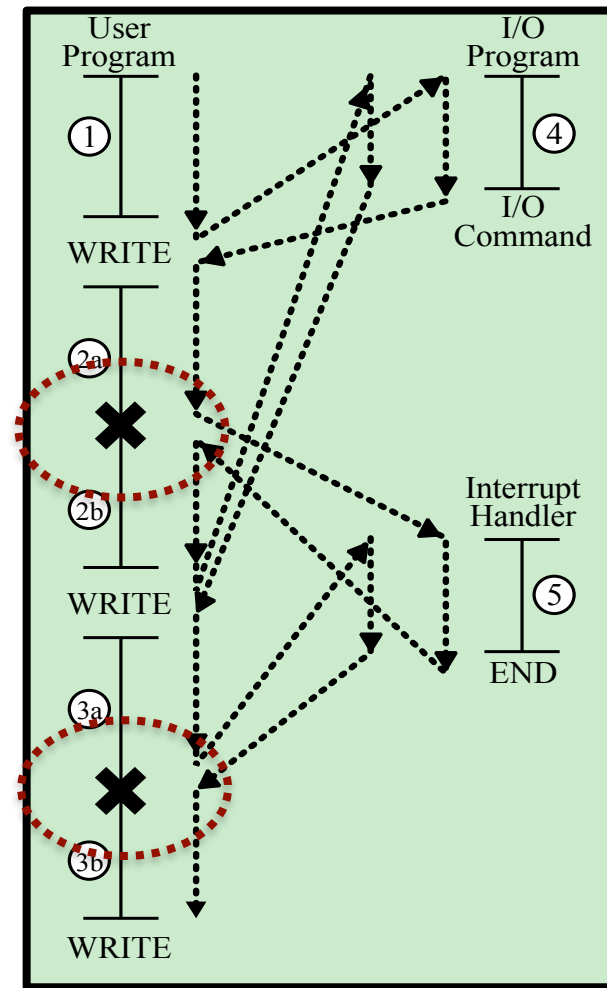 User
Program
1
WRITE
2a
2b
WRITE
3a
3b
WRITE
I/O
Program
4
I/O
Command
Interrupt
Handler
5
END